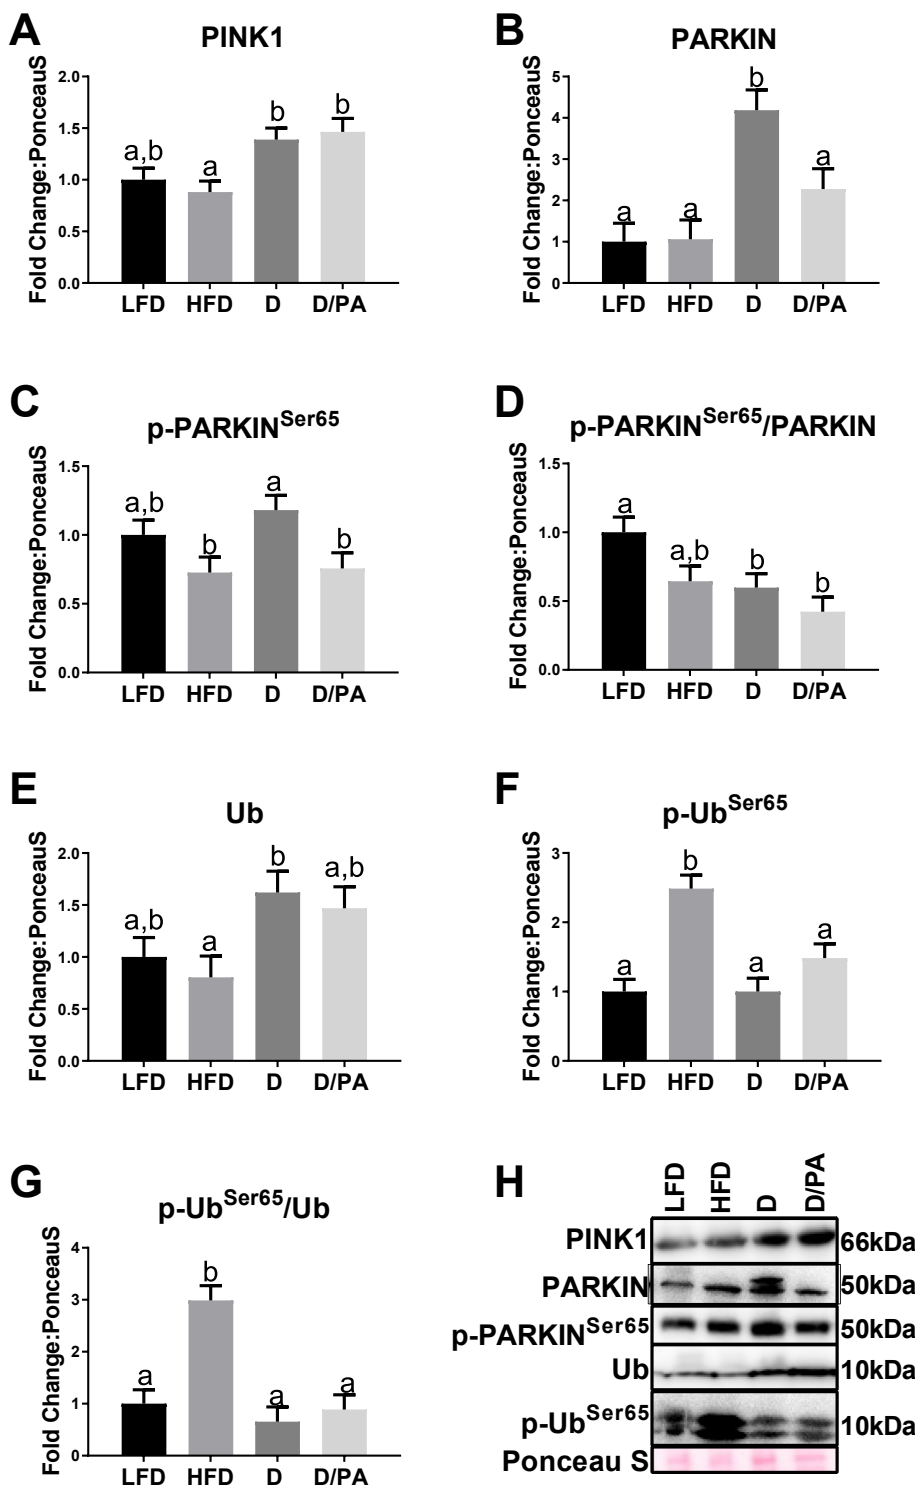 A
PINK1
Fold Change:PonceauS
2.0
1.5
1.0
0.5
0.0
a,b
a
b
b
LFD
HFD
D
D/PA
B
PARKIN
Fold Change:PonceauS
5
4
3
2
1
0
a
a
b
a
LFD
HFD
D
D/PA
C
p-PARKINSer65
Fold Change:PonceauS
1.5
1.0
0.5
0.0
a,b
b
a
b
LFD
HFD
D
D/PA
D
p-PARKINSer65/PARKIN
Fold Change:PonceauS
1.5
1.0
0.5
0.0
a
a,b
b
b
LFD
HFD
D
D/PA
E
Ub
Fold Change:PonceauS
2.0
1.5
1.0
0.5
0.0
a,b
a
b
a,b
LFD
HFD
D
D/PA
F
p-UbSer65
Fold Change:PonceauS
3
2
1
0
a
b
a
a
LFD
HFD
D
D/PA
G
p-UbSer65/Ub
Fold Change:PonceauS
4
3
2
1
0
a
b
a
a
LFD
HFD
D
D/PA
H
LFD
HFD
D
D/PA
PINK1 66kDa
PARKIN 50kDa
p-PARKINSer65 50kDa
Ub 10kDa
p-UbSer65 10kDa
Ponceau S